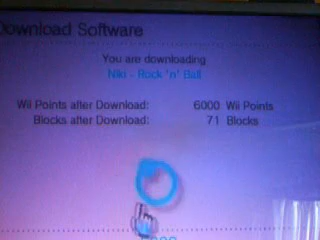 Download Software
You are downloading
Niki - Rock 'n' Ball
Wii Points after Download: 6000 Wii Points
Blocks after Download: 71 Blocks